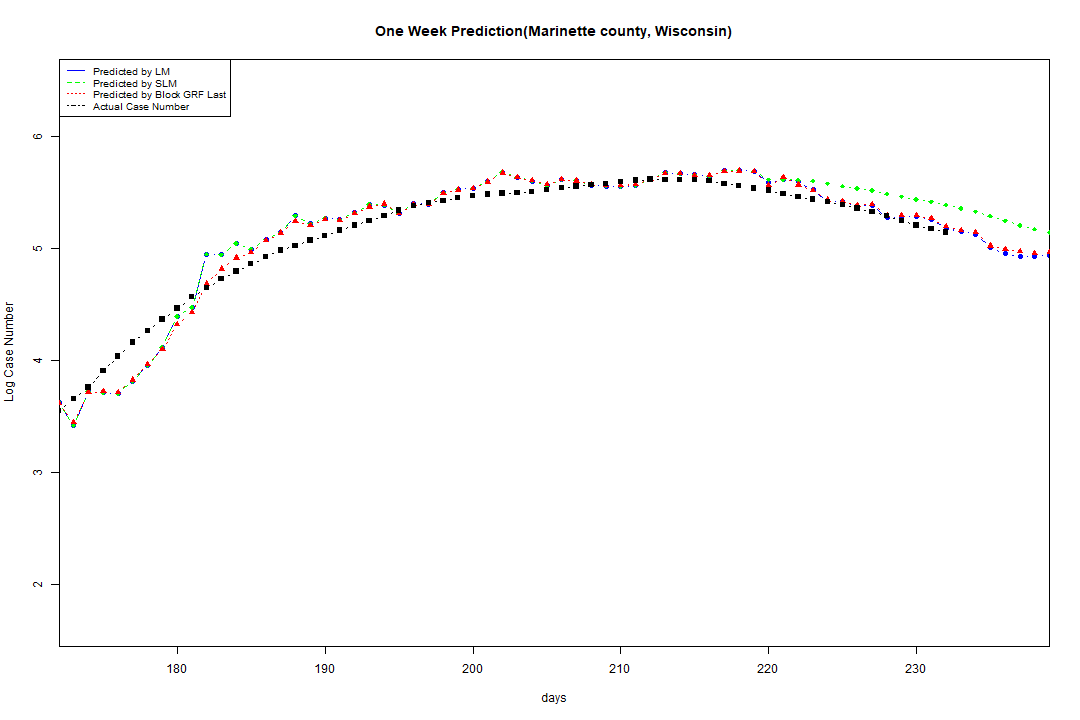 One Week Prediction(Marinette county, Wisconsin)
Predicted by LM
Predicted by SLM
Predicted by Block GRF Last
Actual Case Number
6
5
4
3
2
Log Case Number
180 190 200 210 220 230
days